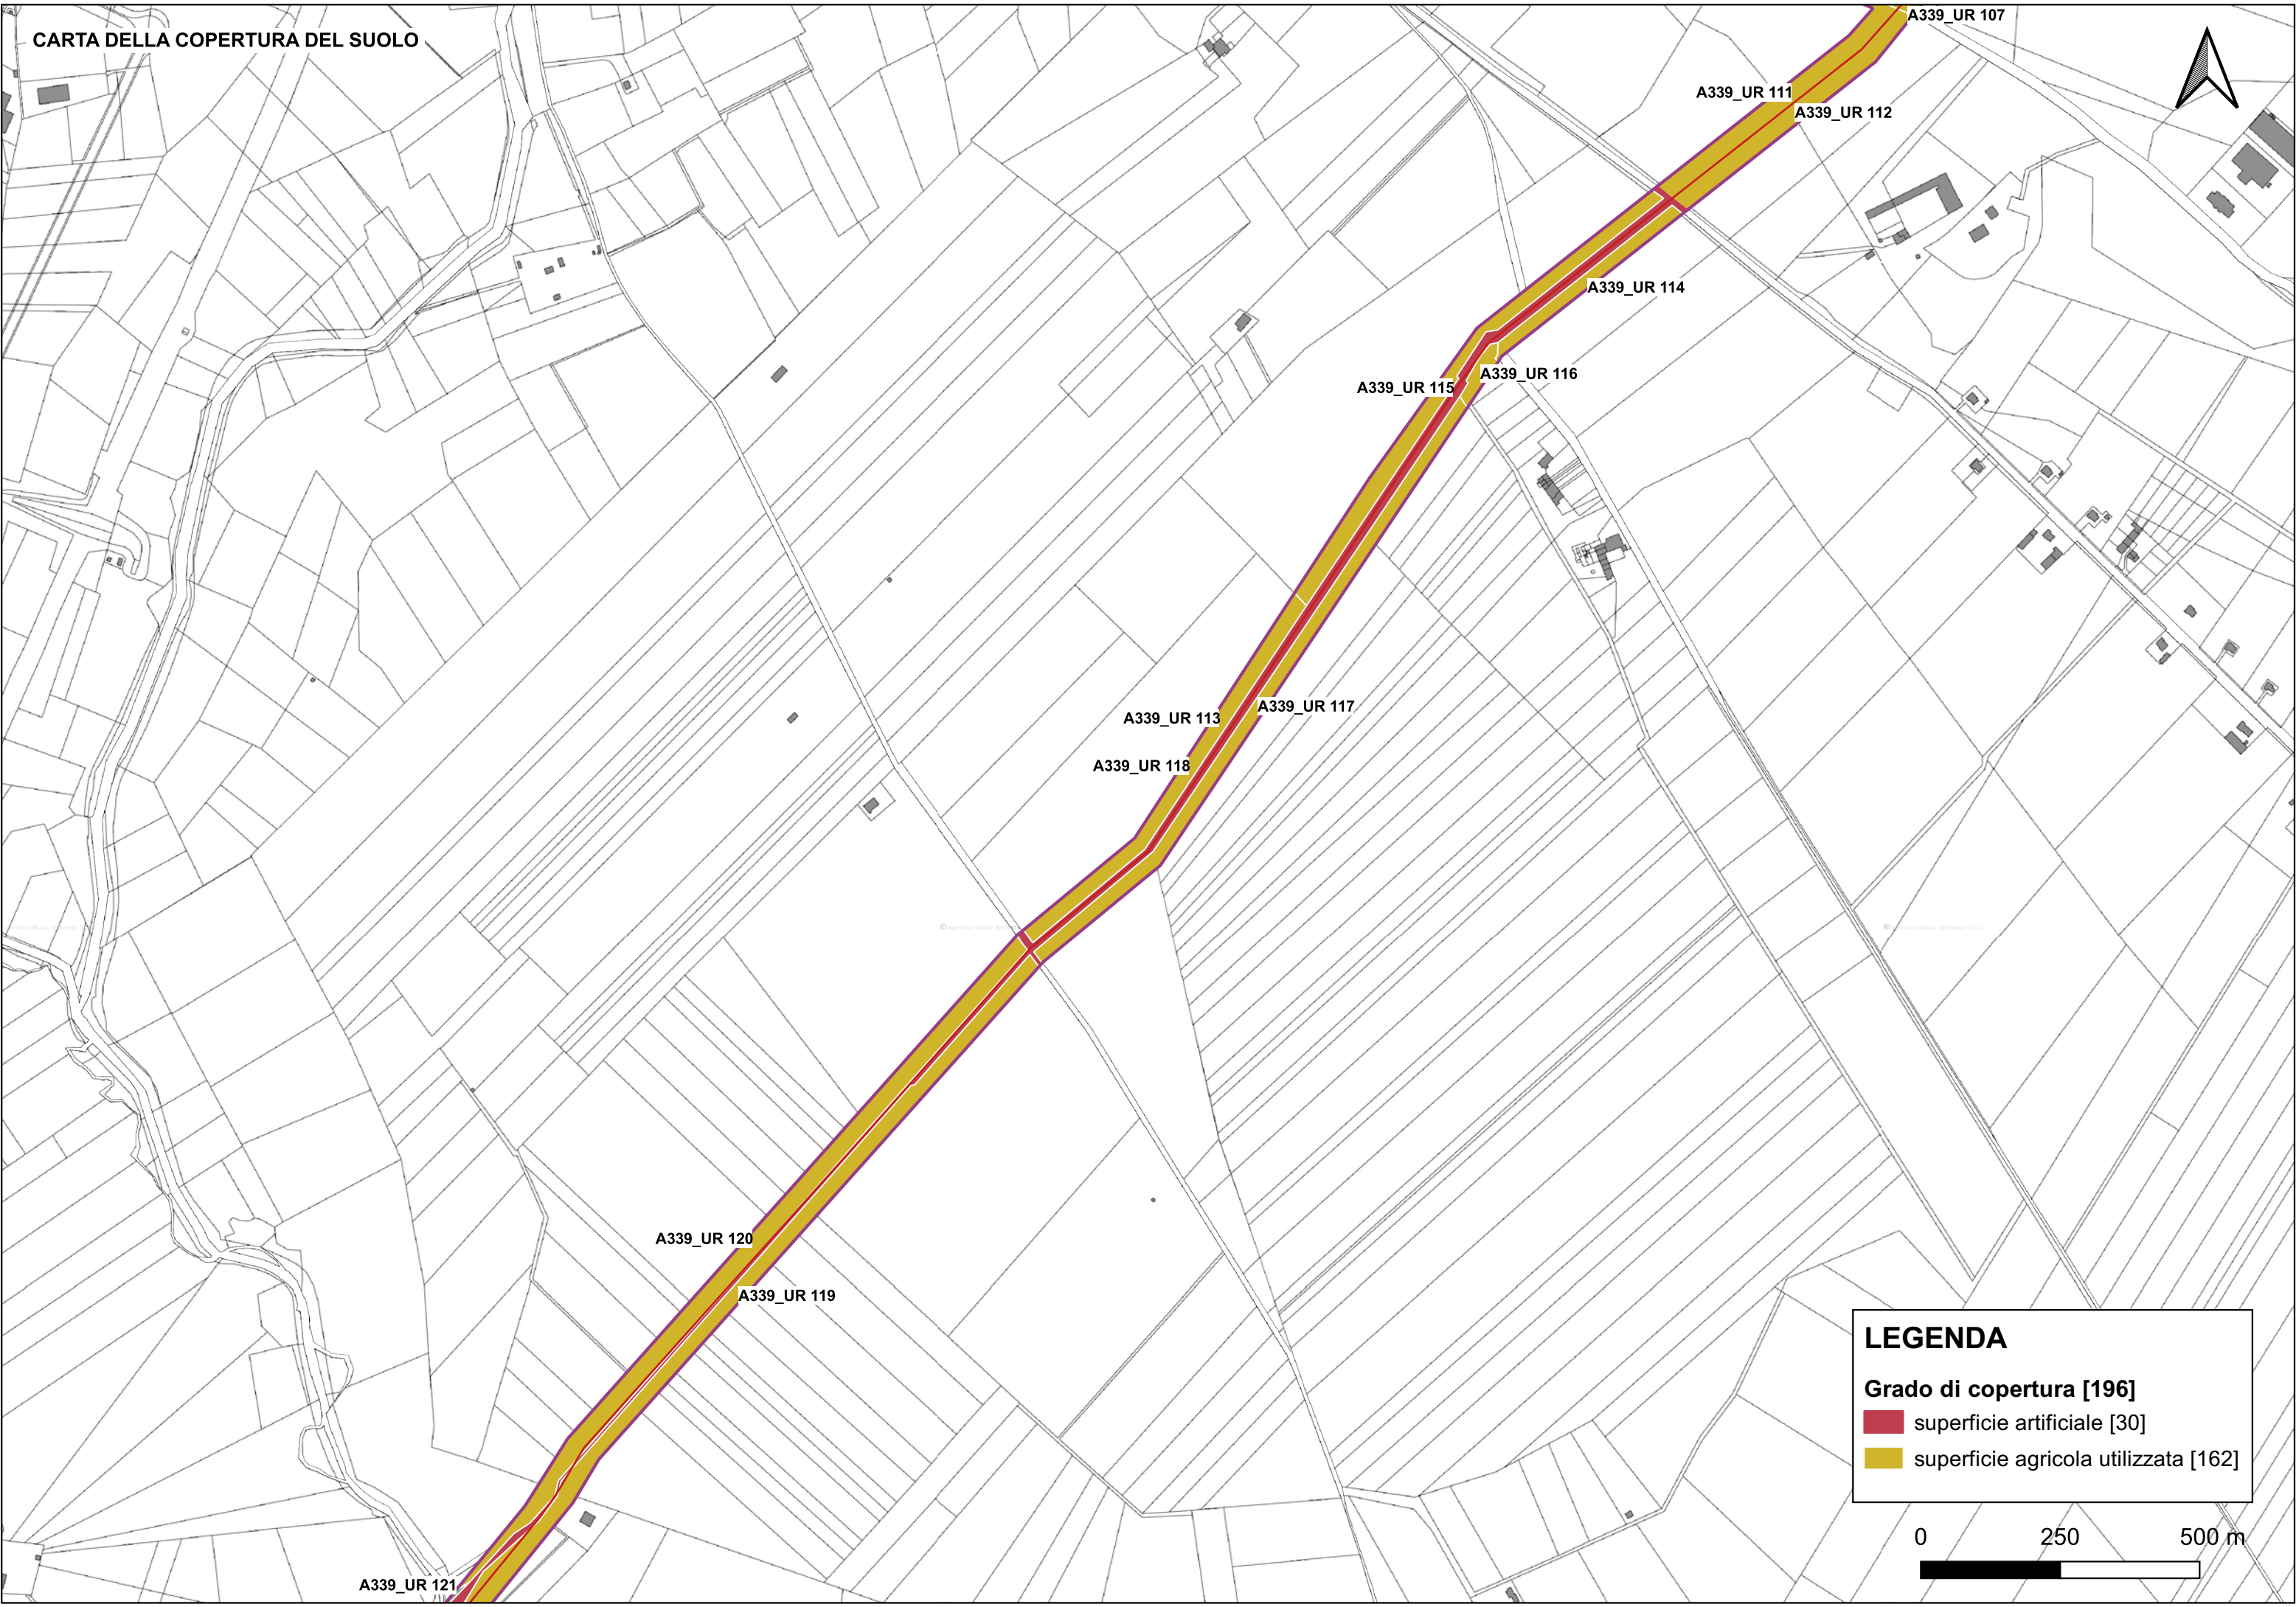 CARTA DELLA COPERTURA DEL SUOLO
A339_UR 107
A339_UR 111
A339_UR 112
A339_UR 114
A339_UR 116
A339_UR 115
A339_UR 117
A339_UR 113
A339_UR 118
A339_UR 120
A339_UR 119
A339_UR 121
LEGENDA
Grado di copertura [196]
superficie artificiale [30]
superficie agricola utilizzata [162]
0 250 500 m